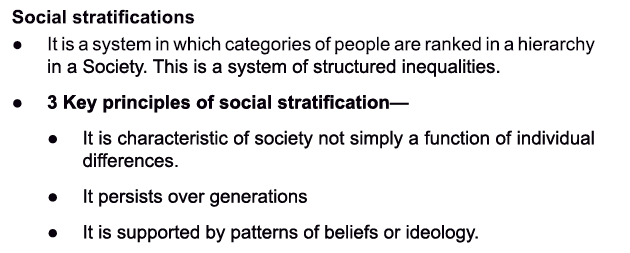 Social stratifications
● It is a system in which categories of people are ranked in a hierarchy
in a Society. This is a system of structured inequalities.
● 3 Key principles of social stratification—
● It is characteristic of society not simply a function of individual
differences.
● It persists over generations
● It is supported by patterns of beliefs or ideology.